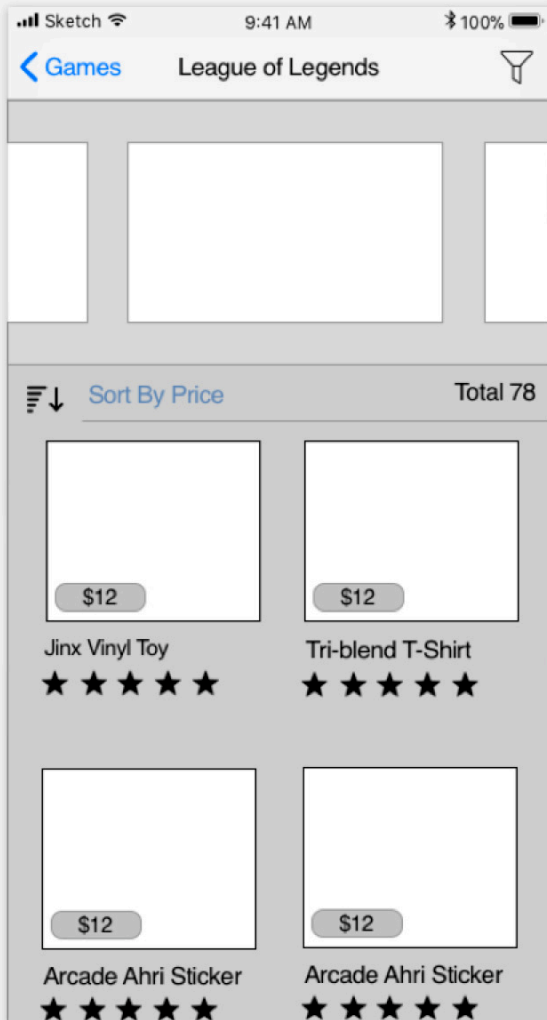 Sketch 9:41 AM 100%
Games League of Legends
Sort By Price Total 78
$12 $12
Jinx Vinyl Toy Tri-blend T-Shirt
$12 $12
Arcade Ahri Sticker Arcade Ahri Sticker